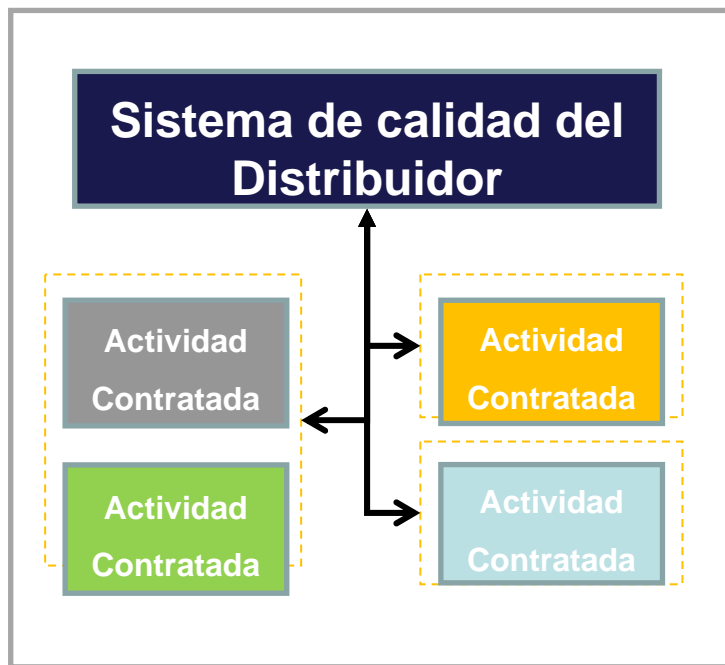 Sistema de calidad del
Distribuidor
Actividad
Contratada
Actividad
Contratada
Actividad
Contratada
Actividad
Contratada